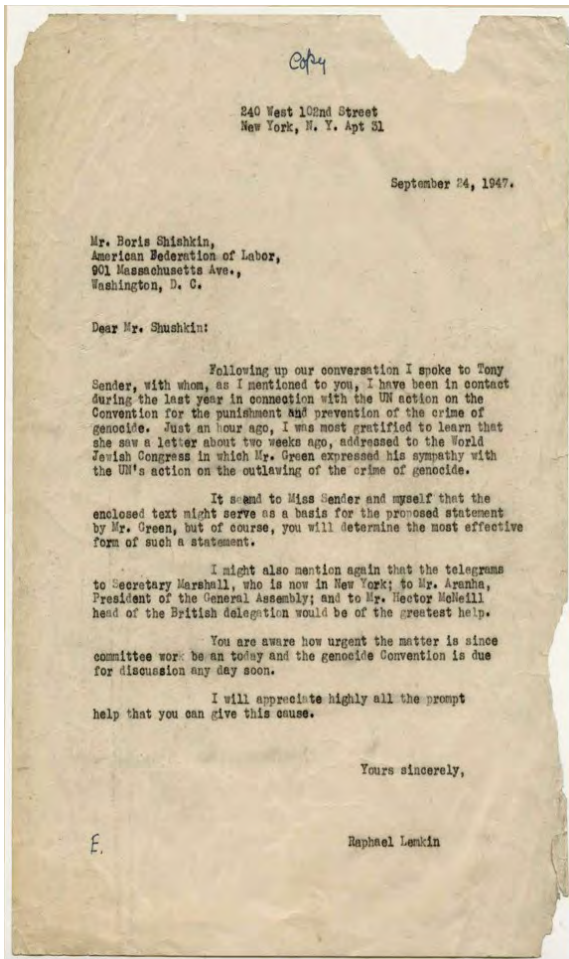 Copy
240 West 102nd Street
New York, N. Y. Apt 31
September 24, 1947.
Mr. Boris Shishkin,
American Federation of Labor,
901 Massachusetts Ave.,
Washington, D. C.
Dear Mr. Shushkin:
Following up our conversation I spoke to Tony
Sender, with whom, as I mentioned to you, I have been in contact
during the last year in connection with the UN action on the
Convention for the punishment and prevention of the crime of
genocide. Just an hour ago, I was most gratified to learn that
she saw a letter about two weeks ago, addressed to the World
Jewish Congress in which Mr. Green expressed his sympathy with
the UN's action on the outlawing of the crime of genocide.
It to Miss Sender and myself that the
enclosed text might serve as a basis for the proposed statement
by Mr. Green, but of course, you will determine the most effective
form of such a statement.
I might also mention again that the telegrams
to Secretary Marshall, who is now in New York; to Mr. Aranha,
President of the General Assembly; and to Mr. Hector McNeill
head of the British delegation would be of the greatest help.
You are aware how urgent the matter is since
committee work be an today and the genocide Convention is due
for discussion any day soon.
I will appreciate highly all the prompt
help that you can give this cause.
Yours sincerely,
Raphael Lemkin
E.